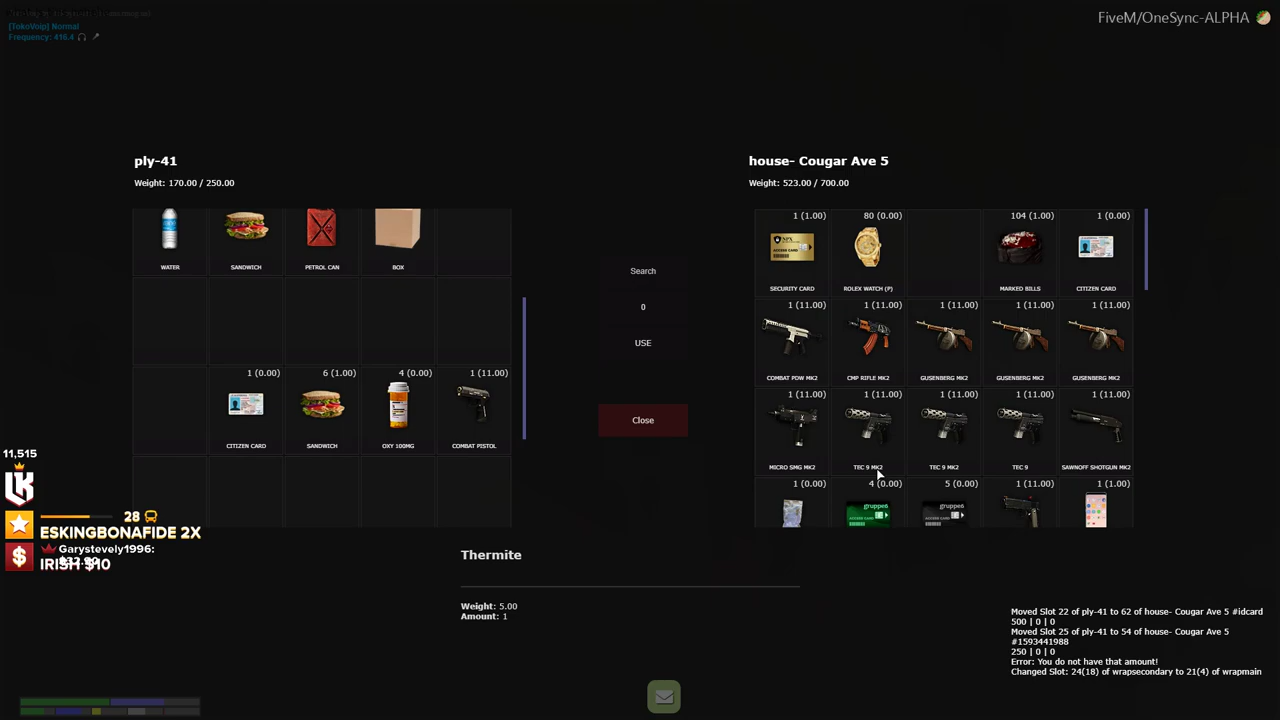 [TokoVoip] Normal
Frequency: 416.4
FiveM/OneSync-ALPHA
ply-41
Weight: 170.00 / 250.00
WATER
SANDWICH
PETROL CAN
BOX
1 (0.00)
6 (1.00)
4 (0.00)
1 (11.00)
CITIZEN CARD
SANDWICH
OXY 100MG
COMBAT PISTOL
Search
0
USE
Close
house- Cougar Ave 5
Weight: 523.00 / 700.00
1 (1.00)
80 (0.00)
104 (1.00)
1 (0.00)
SECURITY CARD
ROLEX WATCH (P)
MARKED BILLS
CITIZEN CARD
1 (11.00)
1 (11.00)
1 (11.00)
1 (11.00)
1 (11.00)
COMBAT PDW MK2
CMP RIFLE MK2
GUSENBERG MK2
GUSENBERG MK2
GUSENBERG MK2
1 (11.00)
1 (11.00)
1 (11.00)
1 (11.00)
1 (11.00)
MICRO SMG MK2
TEC 9 MK2
TEC 9 MK2
TEC 9
SAWNOFF SHOTGUN MK2
1 (0.00)
4 (0.00)
5 (0.00)
1 (11.00)
1 (1.00)
gruppe6
gruppe6
11,515
28
ESKINGBONAFIDE 2X
Garystevely1996:
IRISH $10
Thermite
Weight: 5.00
Amount: 1
Moved Slot 22 of ply-41 to 62 of house- Cougar Ave 5 #idcard
500 | 0 | 0
Moved Slot 25 of ply-41 to 54 of house- Cougar Ave 5
#1593441988
250 | 0 | 0
Error: You do not have that amount!
Changed Slot: 24(18) of wrapsecondary to 21(4) of wrapmain